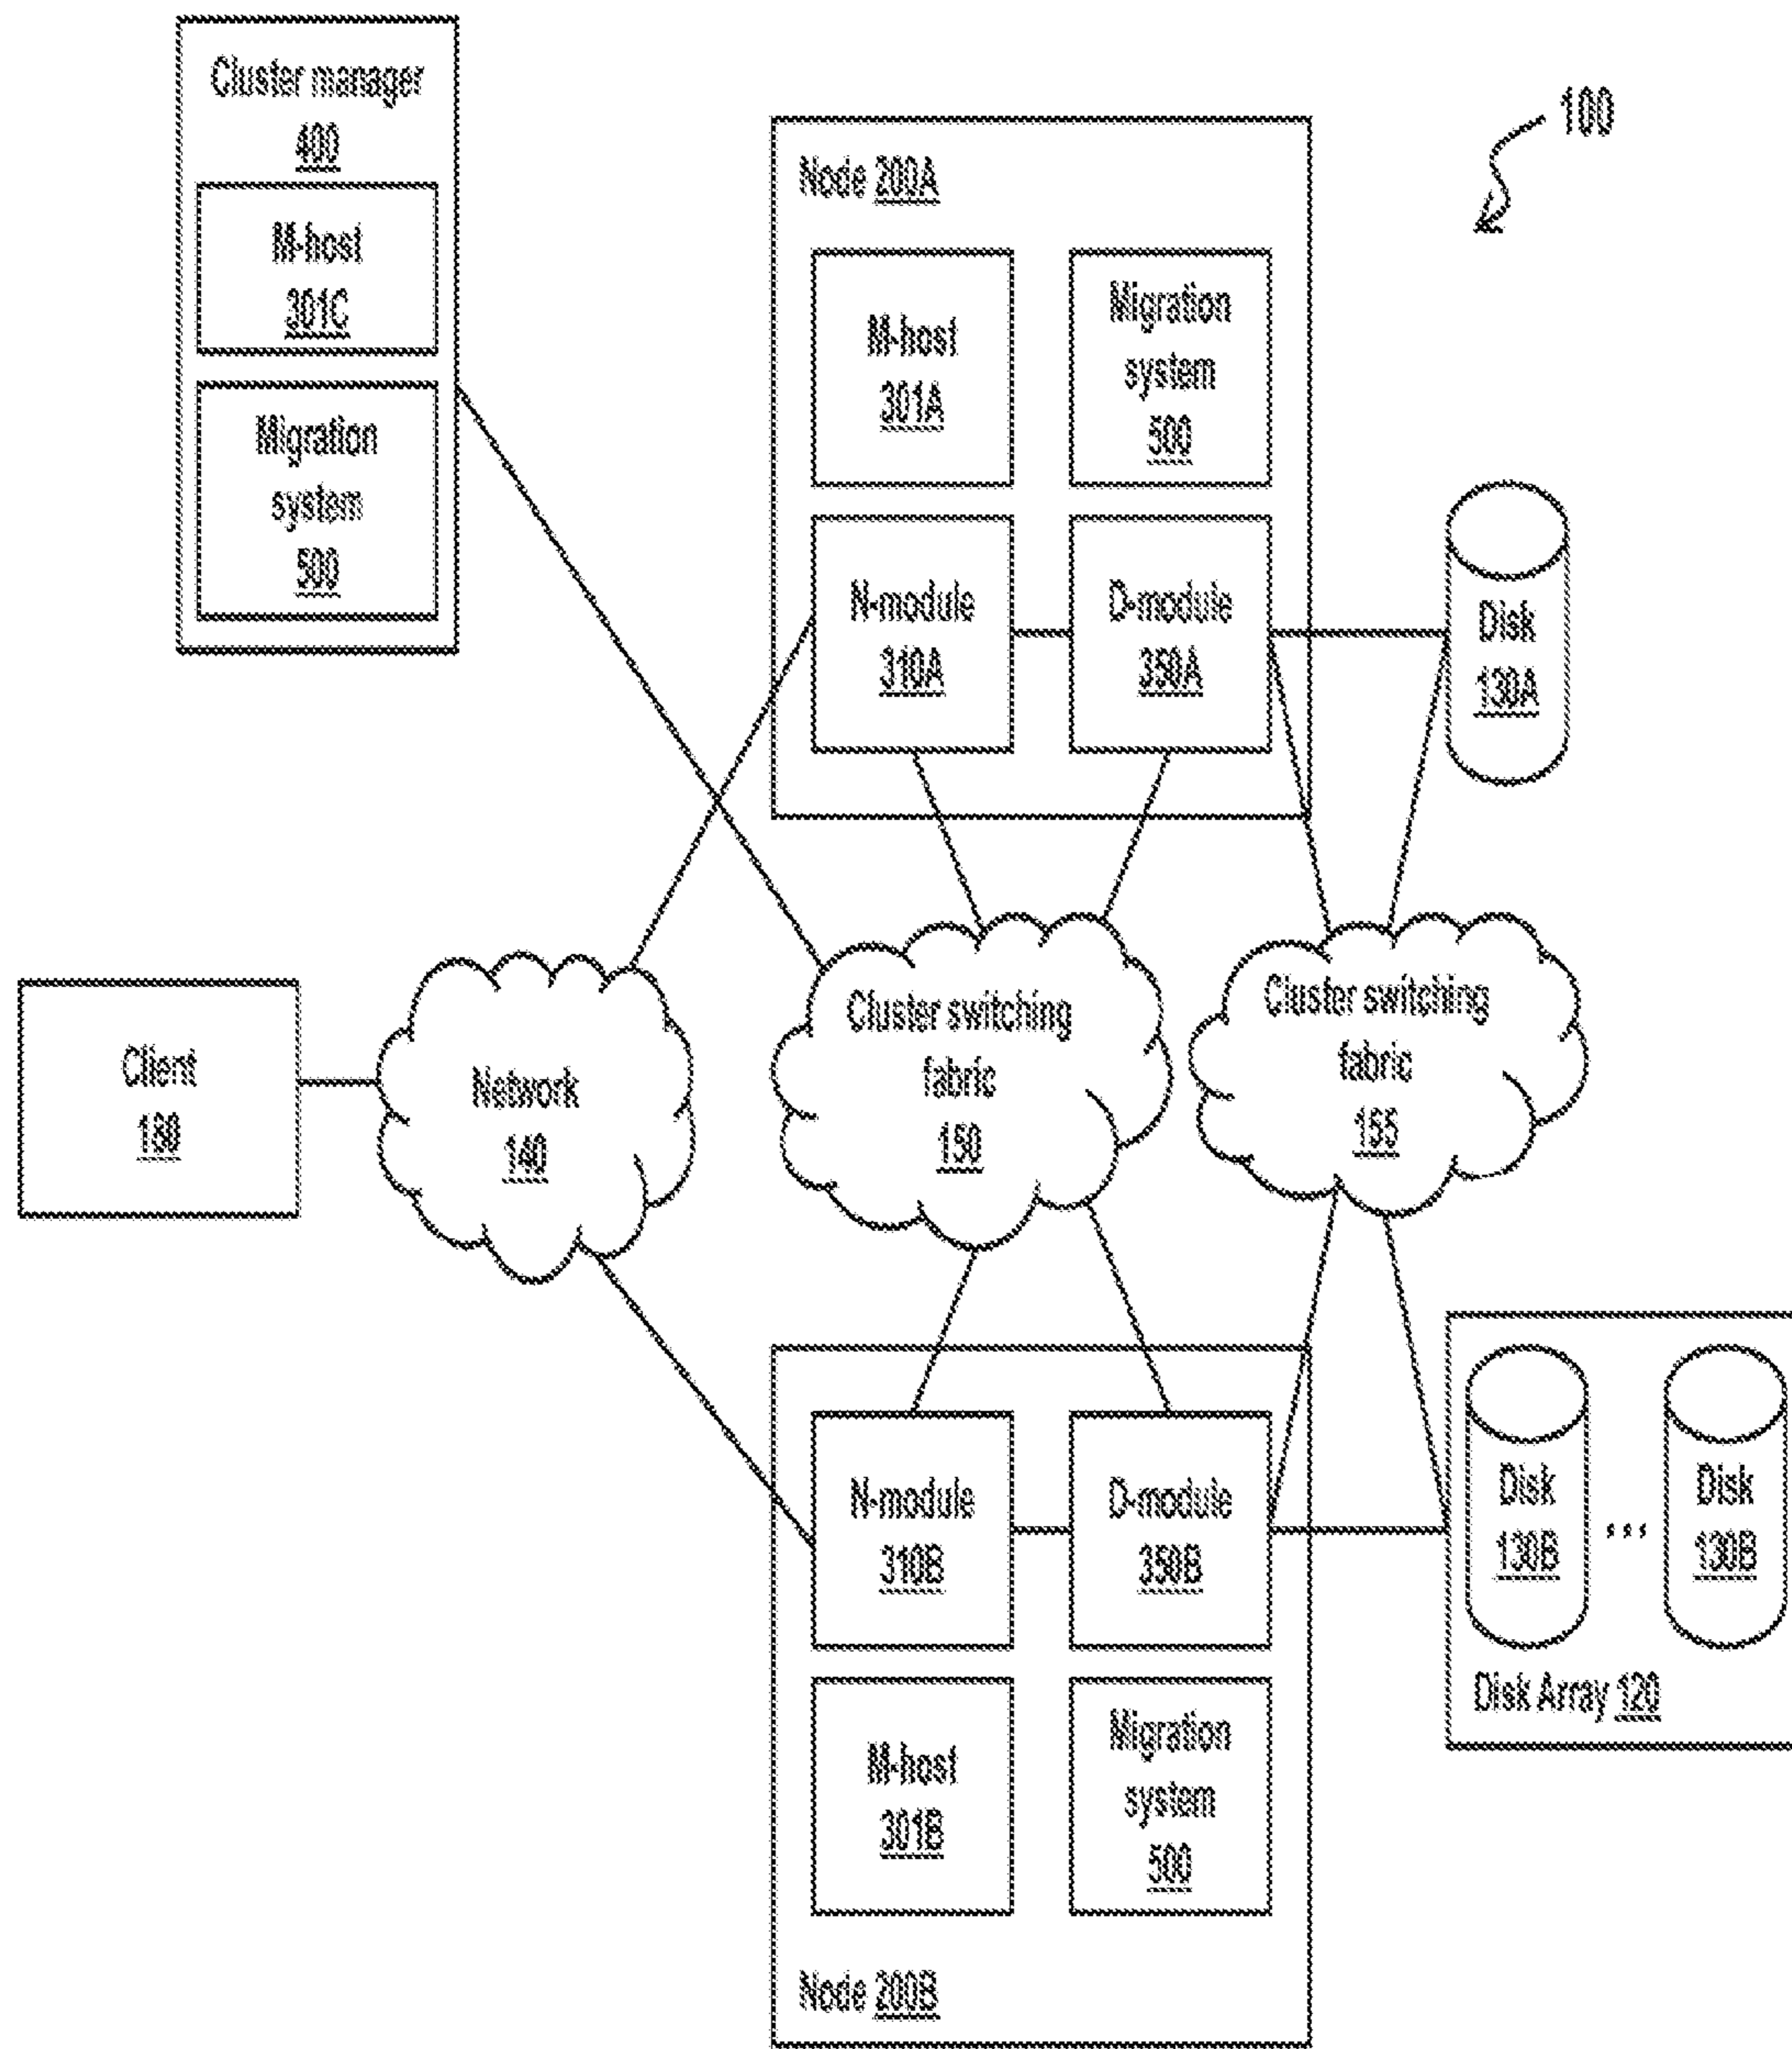 Cluster manager
400
M-host
301C
Migration
system
500
100
Node 200A
M-host
301A
Migration
system
500
N-module
310A
D-module
350A
Disk
130A
Client
180
Network
140
Cluster switching
fabric
150
Cluster switching
fabric
155
N-module
310B
D-module
350B
M-host
301B
Migration
system
500
Node 200B
Disk
130B
...
Disk
130B
Disk Array 120